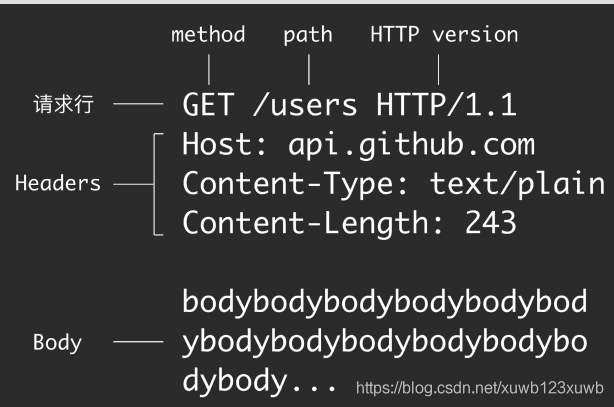 method path HTTP version
请求行 GET /users HTTP/1.1
Host: api.github.com
Headers Content-Type: text/plain
Content-Length: 243
bodybodybodybodybodybod
Body ybodybodybodybodybodybo
dybody...
https://blog.csdn.net/xuwb123xuwb